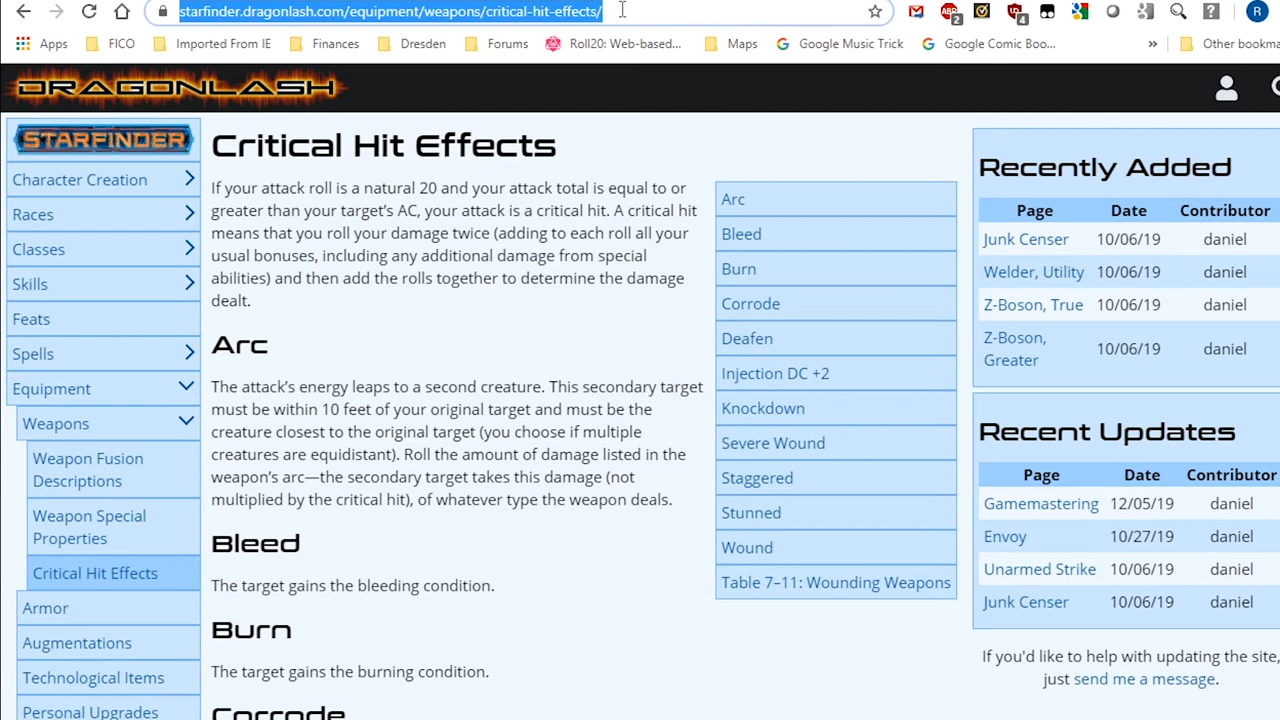 starfinder.dragonlash.com/equipment/weapons/critical-hit-effects/
2
4
R
Apps FICO Imported From IE Finances Dresden Forums Roll20: Web-based... Maps Google Music Trick Google Comic Boo... » Other bookma
DRAGONLASH
STARFINDER
Character Creation
Races
Classes
Skills
Feats
Spells
Equipment
Weapons
Weapon Fusion
Descriptions
Weapon Special
Properties
Critical Hit Effects
Armor
Augmentations
Technological Items
Personal Upgrades
Critical Hit Effects
If your attack roll is a natural 20 and your attack total is equal to or
greater than your target's AC, your attack is a critical hit. A critical hit
means that you roll your damage twice (adding to each roll all your
usual bonuses, including any additional damage from special
abilities) and then add the rolls together to determine the damage
dealt.
Arc
The attack's energy leaps to a second creature. This secondary target
must be within 10 feet of your original target and must be the
creature closest to the original target (you choose if multiple
creatures are equidistant). Roll the amount of damage listed in the
weapon's arc—the secondary target takes this damage (not
multiplied by the critical hit), of whatever type the weapon deals.
Bleed
The target gains the bleeding condition.
Burn
The target gains the burning condition.
Corrode
Arc
Bleed
Burn
Corrode
Deafen
Injection DC +2
Knockdown
Severe Wound
Staggered
Stunned
Wound
Table 7–11: Wounding Weapons
Recently Added
Page Date Contributor
Junk Censer 10/06/19 daniel
Welder, Utility 10/06/19 daniel
Z-Boson, True 10/06/19 daniel
Z-Boson,
Greater 10/06/19 daniel
Recent Updates
Page Date Contributor
Gamemastering 12/05/19 daniel
Envoy 10/27/19 daniel
Unarmed Strike 10/06/19 daniel
Junk Censer 10/06/19 daniel
If you'd like to help with updating the site,
just send me a message.